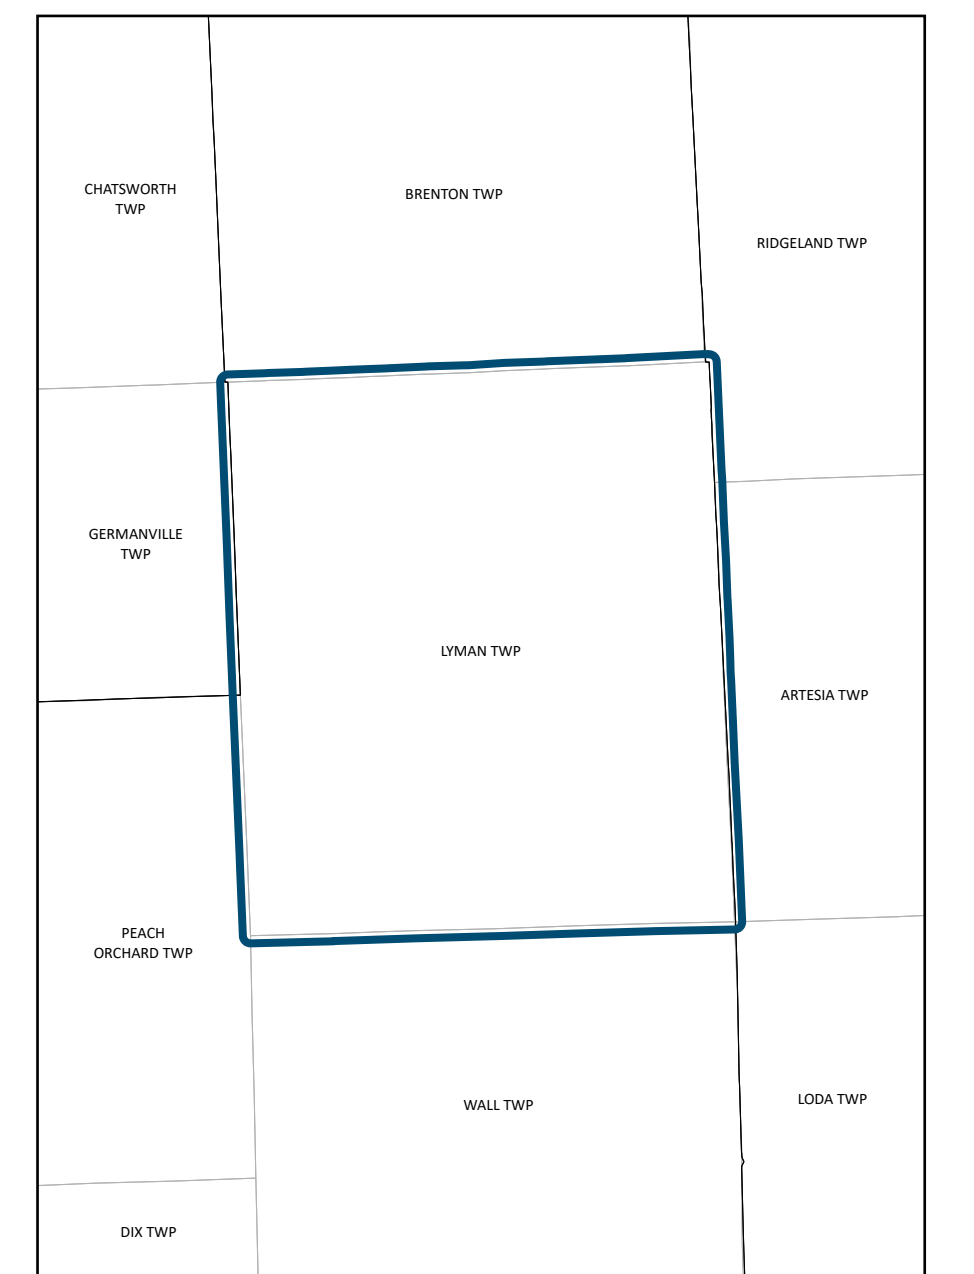 CHATSWORTH
TWP
BRENTON TWP
RIDGELAND TWP
GERMANVILLE
TWP
LYMAN TWP
ARTESIA TWP
PEACH
ORCHARD TWP
WALL TWP
LODA TWP
DIX TWP